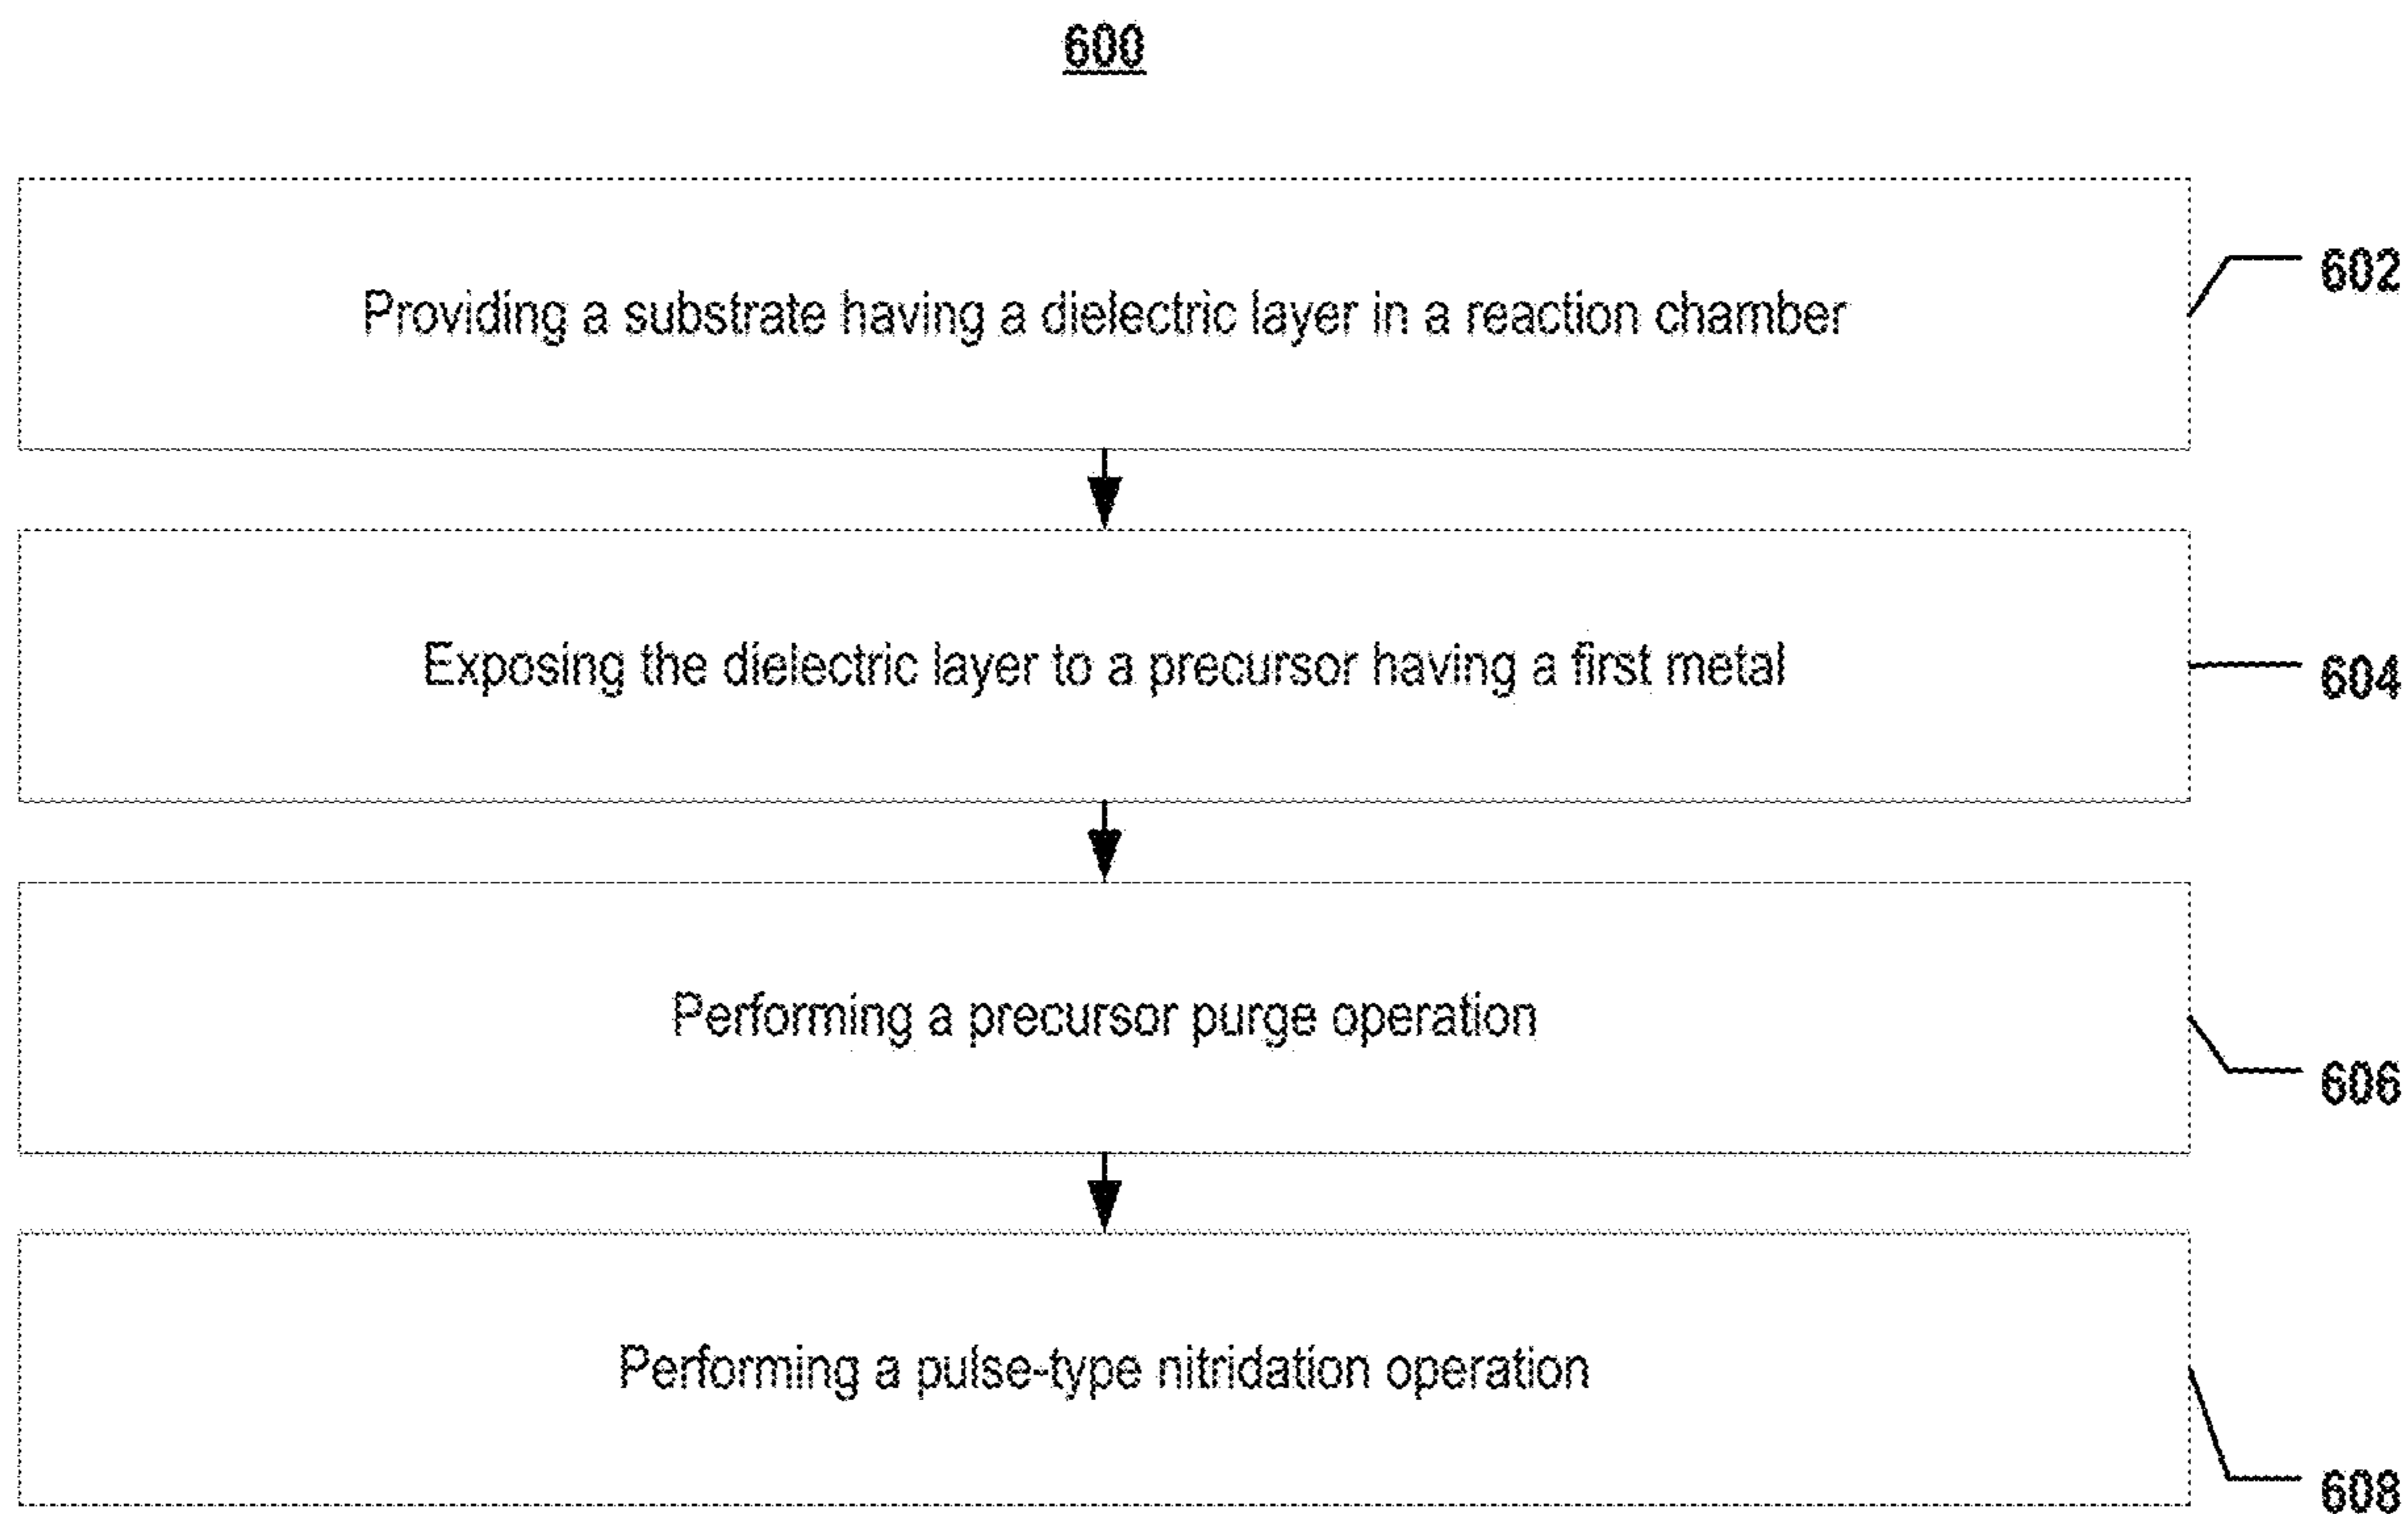 600
Providing a substrate having a dielectric layer in a reaction chamber
602
Exposing the dielectric layer to a precursor having a first metal
604
Performing a precursor purge operation
606
Performing a pulse-type nitridation operation
608